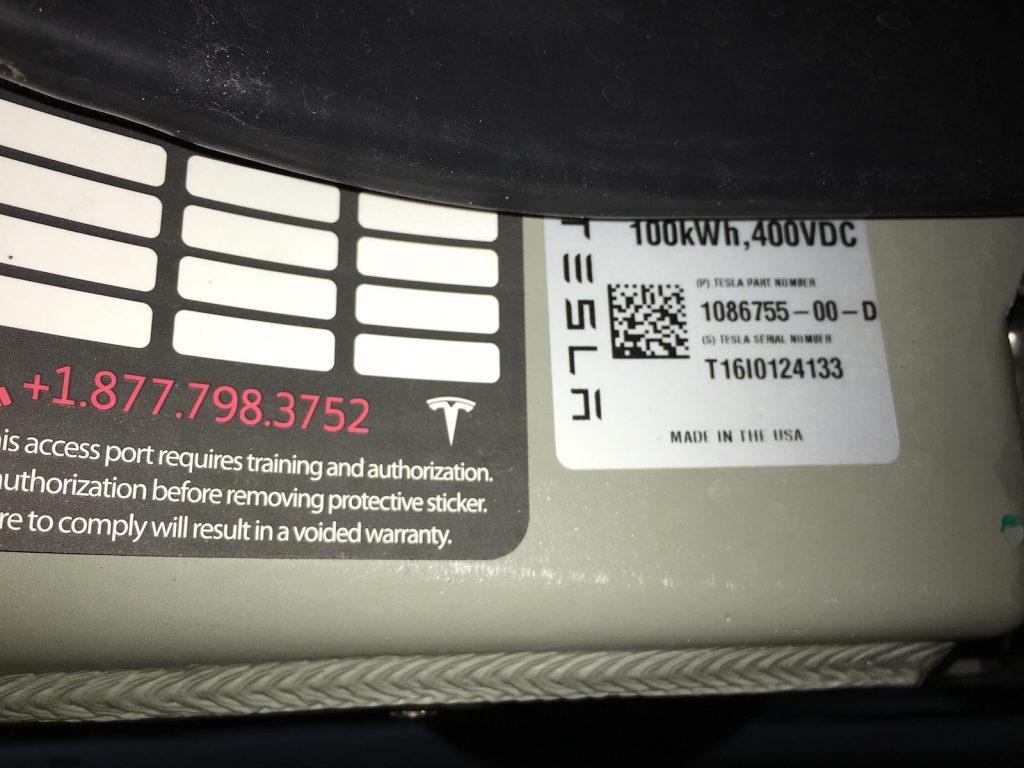 +1.877.798.3752
is access port requires training and authorization.
uthorization before removing protective sticker.
re to comply will result in a voided warranty.
TESLA
100kWh,400VDC
(P) TESLA PART NUMBER
1086755-00-D
(S) TESLA SERIAL NUMBER
T16I0124133
MADE IN THE USA